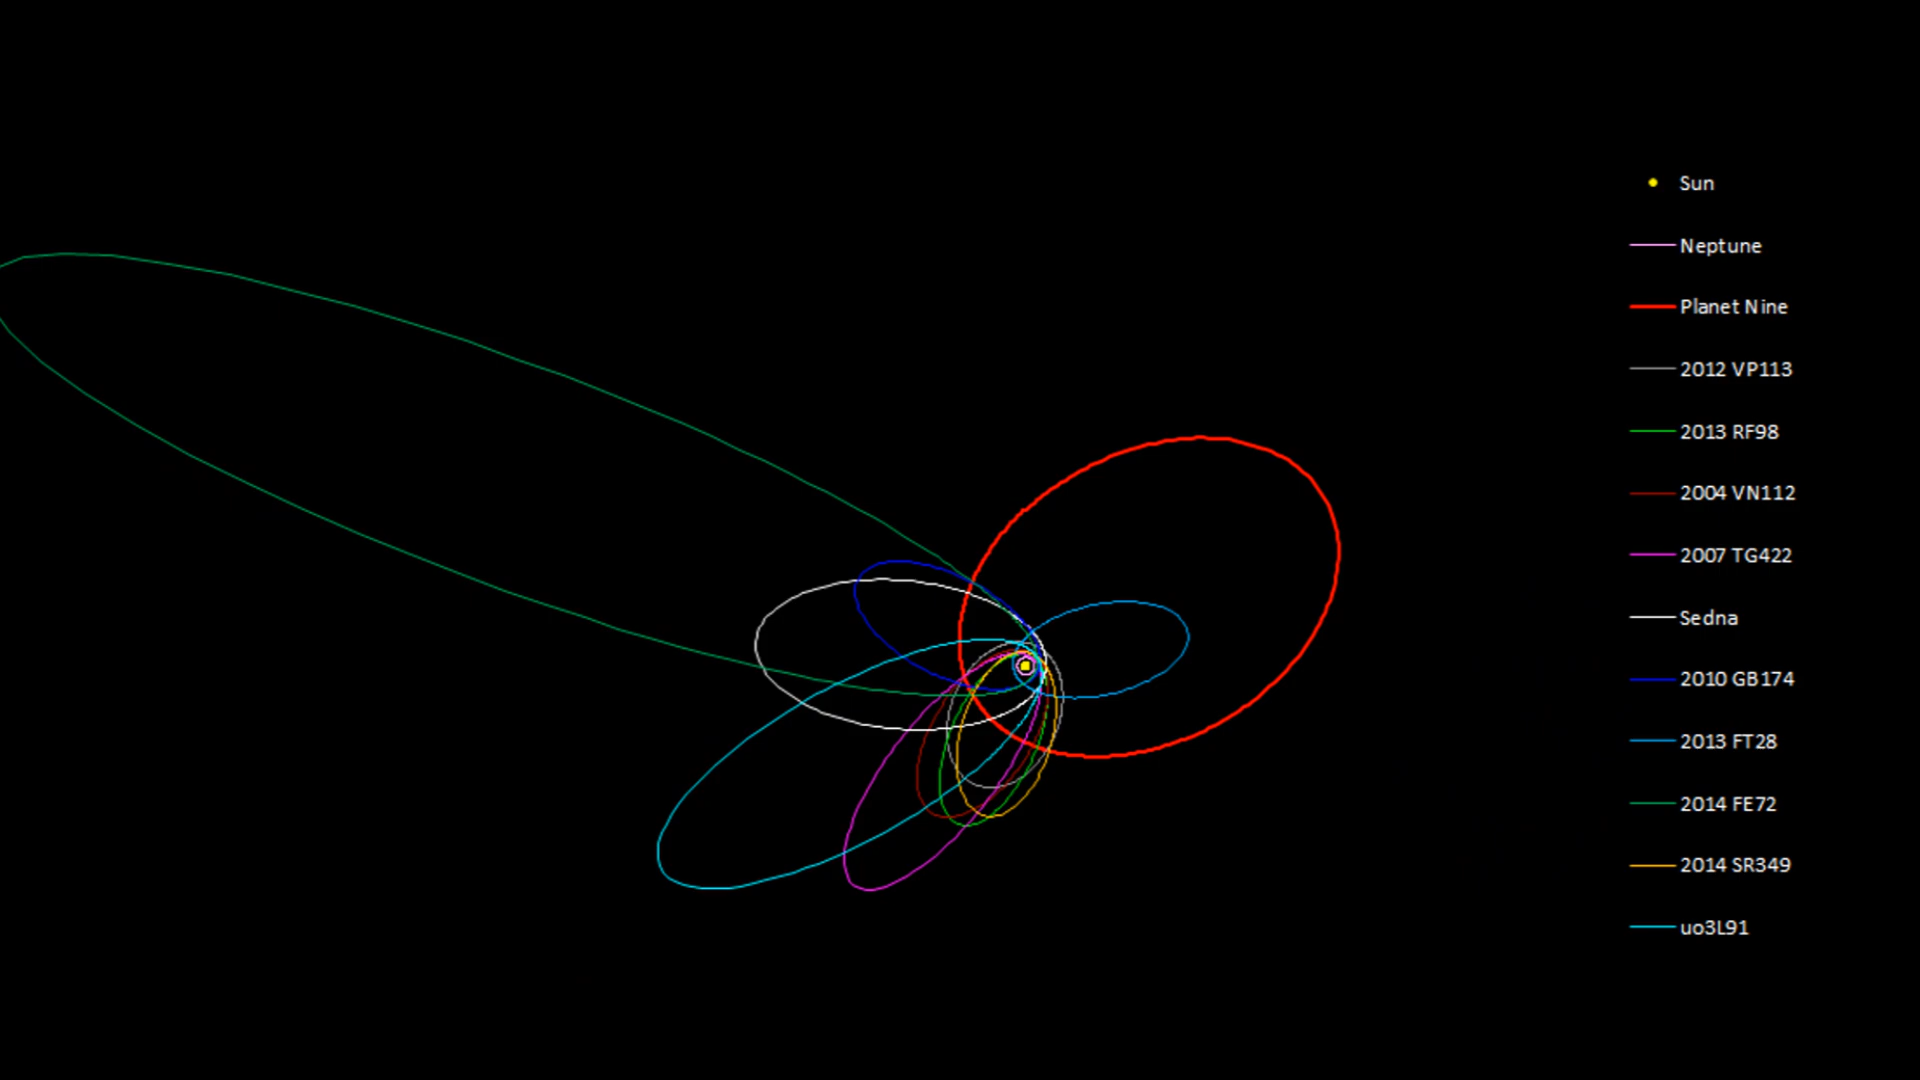 Sun
Neptune
Planet Nine
2012 VP113
2013 RF98
2004 VN112
2007 TG422
Sedna
2010 GB174
2013 FT28
2014 FE72
2014 SR349
uo3L91